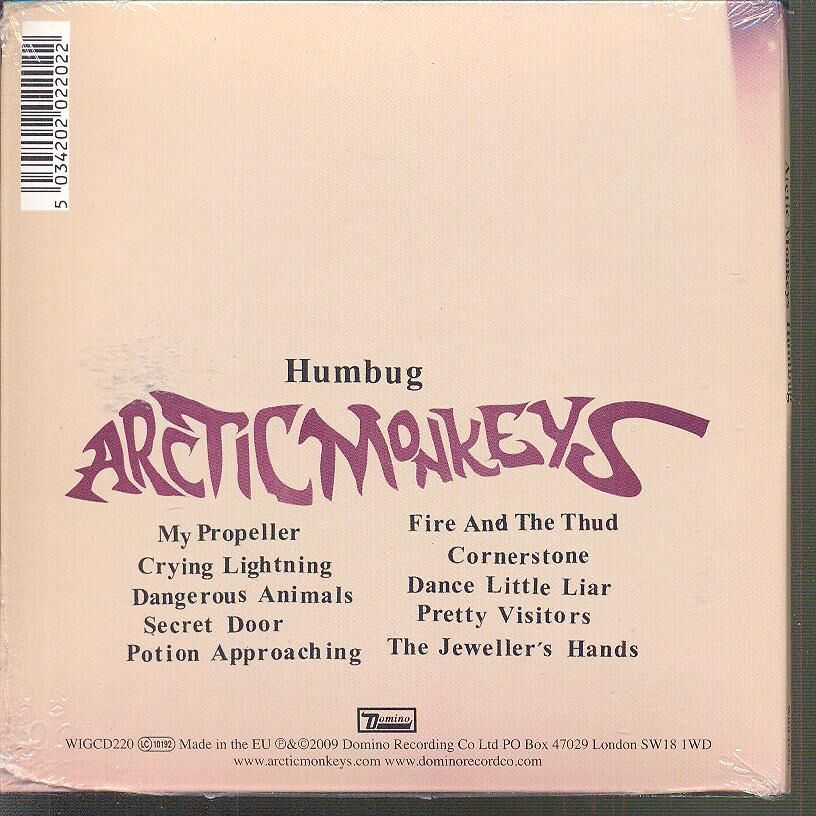 5 034202 022022
Humbug
ARCTIC MONKEYS
My Propeller
Crying Lightning
Dangerous Animals
Secret Door
Potion Approaching
Fire And The Thud
Cornerstone
Dance Little Liar
Pretty Visitors
The Jeweller's Hands
Domino
WIGCD220 LC 10192 Made in the EU ℗&©2009 Domino Recording Co Ltd PO Box 47029 London SW18 1WD
www.arcticmonkeys.com www.dominorecordco.com
Arctic Monkeys Humbug